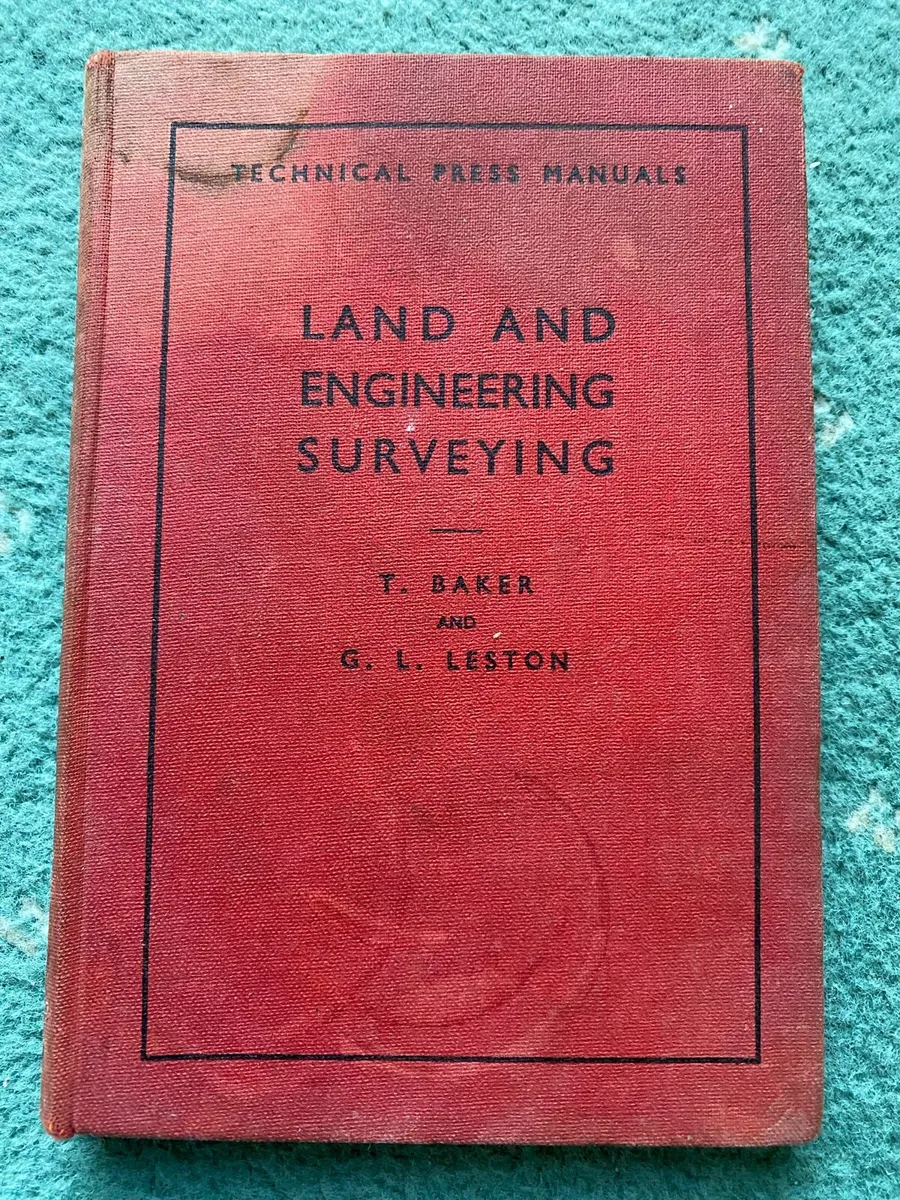 TECHNICAL PRESS MANUALS
LAND AND
ENGINEERING
SURVEYING
T. BAKER
AND
G. L. LESTON